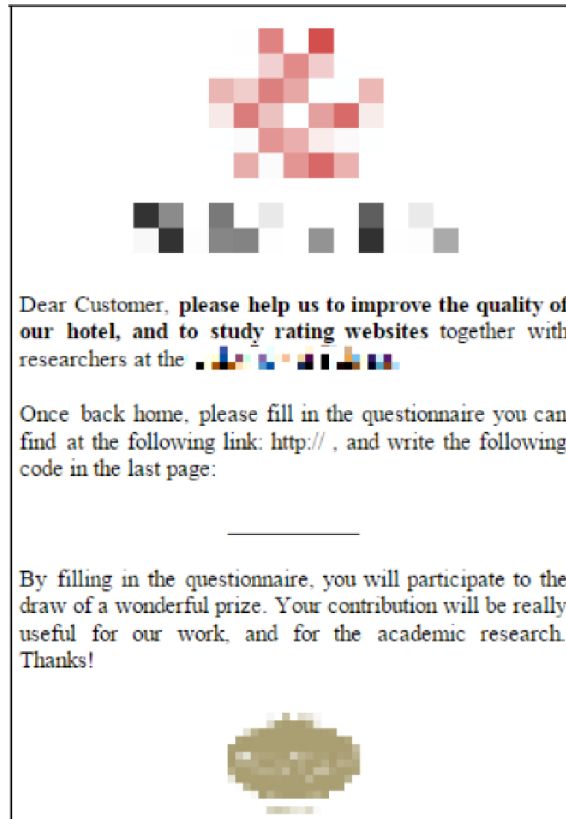 Dear Customer, please help us to improve the quality of
our hotel, and to study rating websites together with
researchers at the
Once back home, please fill in the questionnaire you can
find at the following link: http:// , and write the following
code in the last page:
By filling in the questionnaire, you will participate to the
draw of a wonderful prize. Your contribution will be really
useful for our work, and for the academic research.
Thanks!